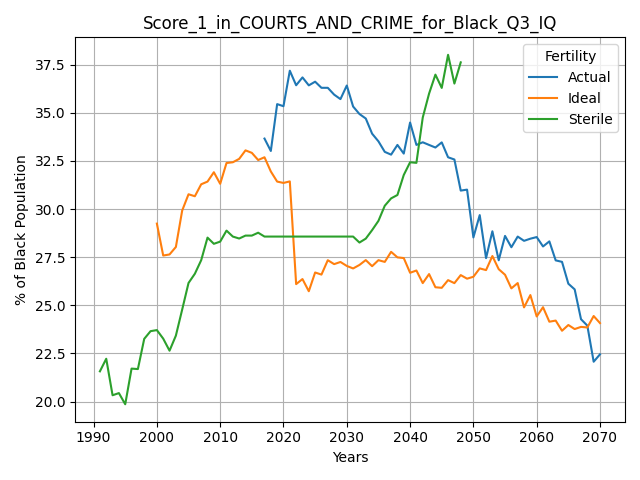 Score_1_in_COURTS_AND_CRIME_for_Black_Q3_IQ
Fertility
Actual
Ideal
Sterile
% of Black Population
37.5
35.0
32.5
30.0
27.5
25.0
22.5
20.0
1990 2000 2010 2020 2030 2040 2050 2060 2070
Years